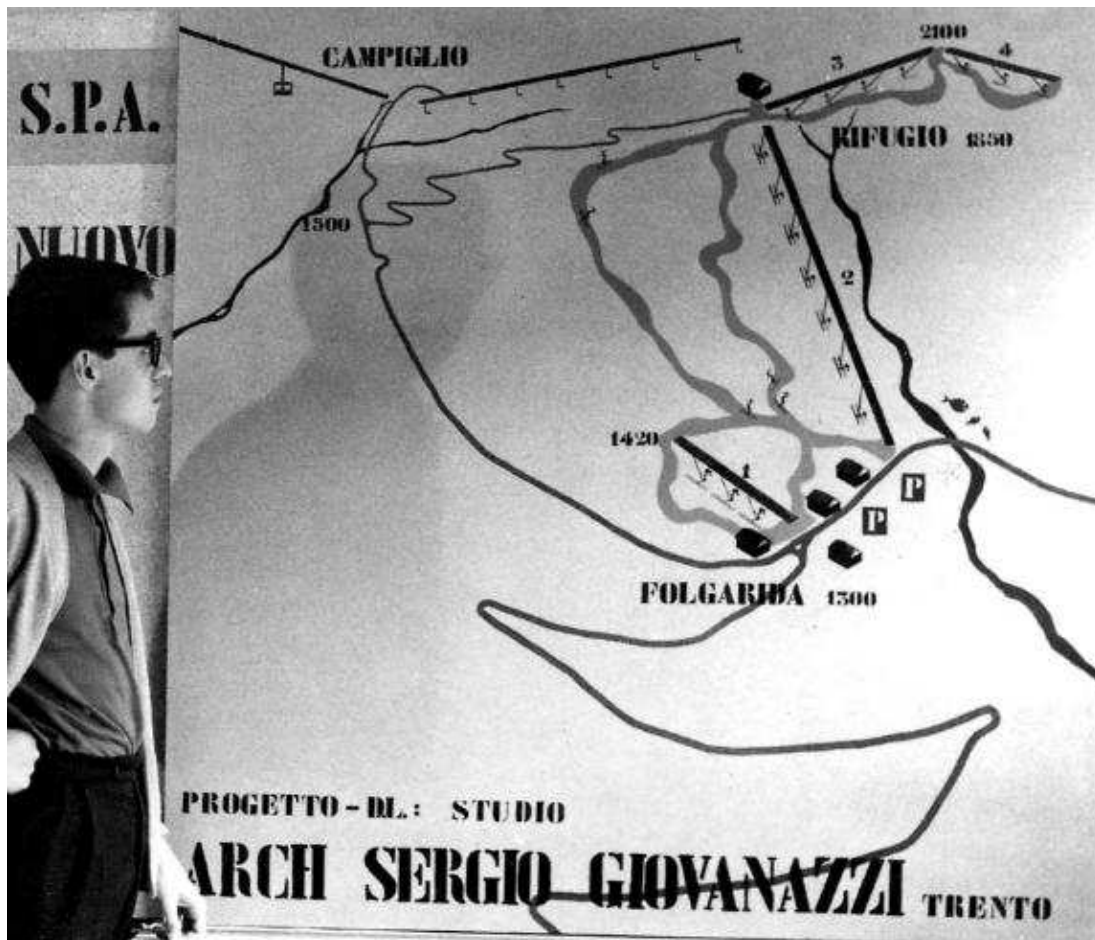 S.P.A.
NUOVO
CAMPIGLIO
2100
3
4
RIFUGIO 1850
1500
2
1420
1
P
P
FOLGARIDA 1300
PROGETTO - D.L. : STUDIO
ARCH SERGIO GIOVANAZZI TRENTO